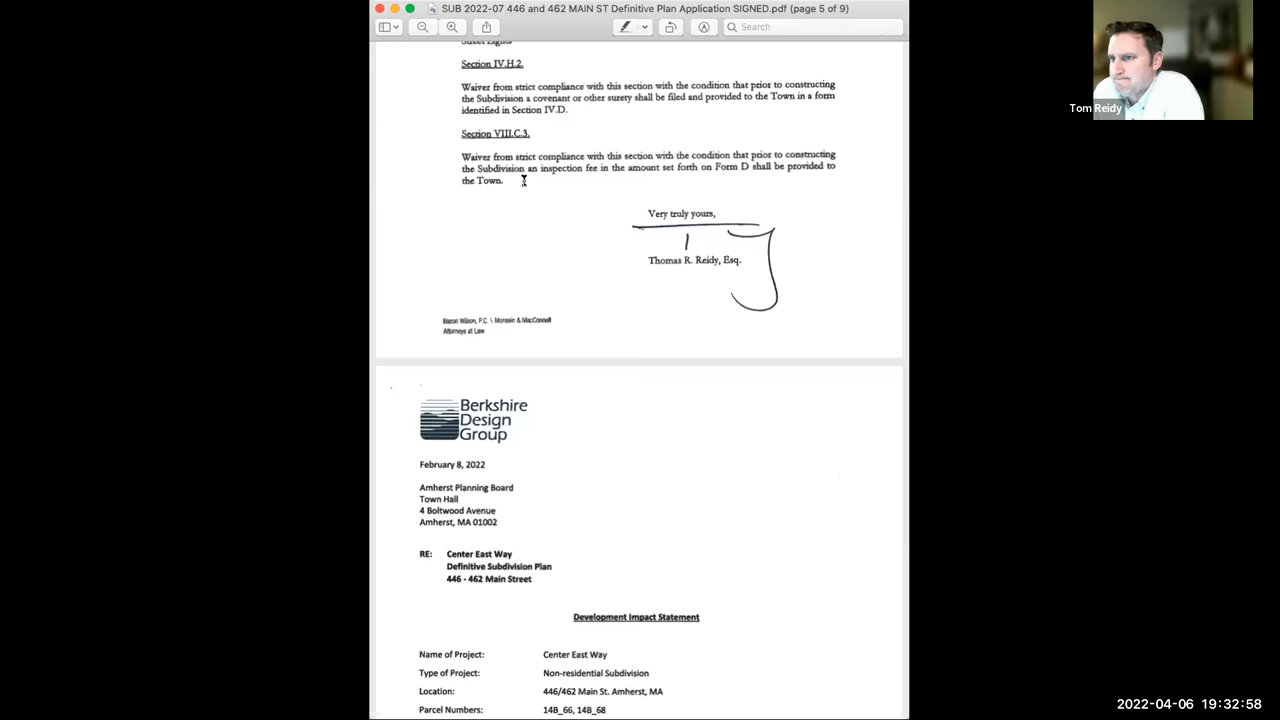 SUB 2022-07 446 and 462 MAIN ST Definitive Plan Application SIGNED.pdf (page 5 of 9)
Search
Street Lights
Section IV.H.2.
Waiver from strict compliance with this section with the condition that prior to constructing
the Subdivision a covenant or other surety shall be filed and provided to the Town in a form
identified in Section IV.D.
Section VIII.C.3.
Waiver from strict compliance with this section with the condition that prior to constructing
the Subdivision an inspection fee in the amount set forth on Form D shall be provided to
the Town.
Very truly yours,
Thomas R. Reidy, Esq.
Bacon Wilson, P.C. \ Morsein & MacConnell
Attorneys at Law
Berkshire
Design
Group
February 8, 2022
Amherst Planning Board
Town Hall
4 Boltwood Avenue
Amherst, MA 01002
RE: Center East Way
Definitive Subdivision Plan
446 - 462 Main Street
Development Impact Statement
Name of Project: Center East Way
Type of Project: Non-residential Subdivision
Location: 446/462 Main St. Amherst, MA
Parcel Numbers: 14B_66, 14B_68
Tom Reidy
2022-04-06 19:32:58